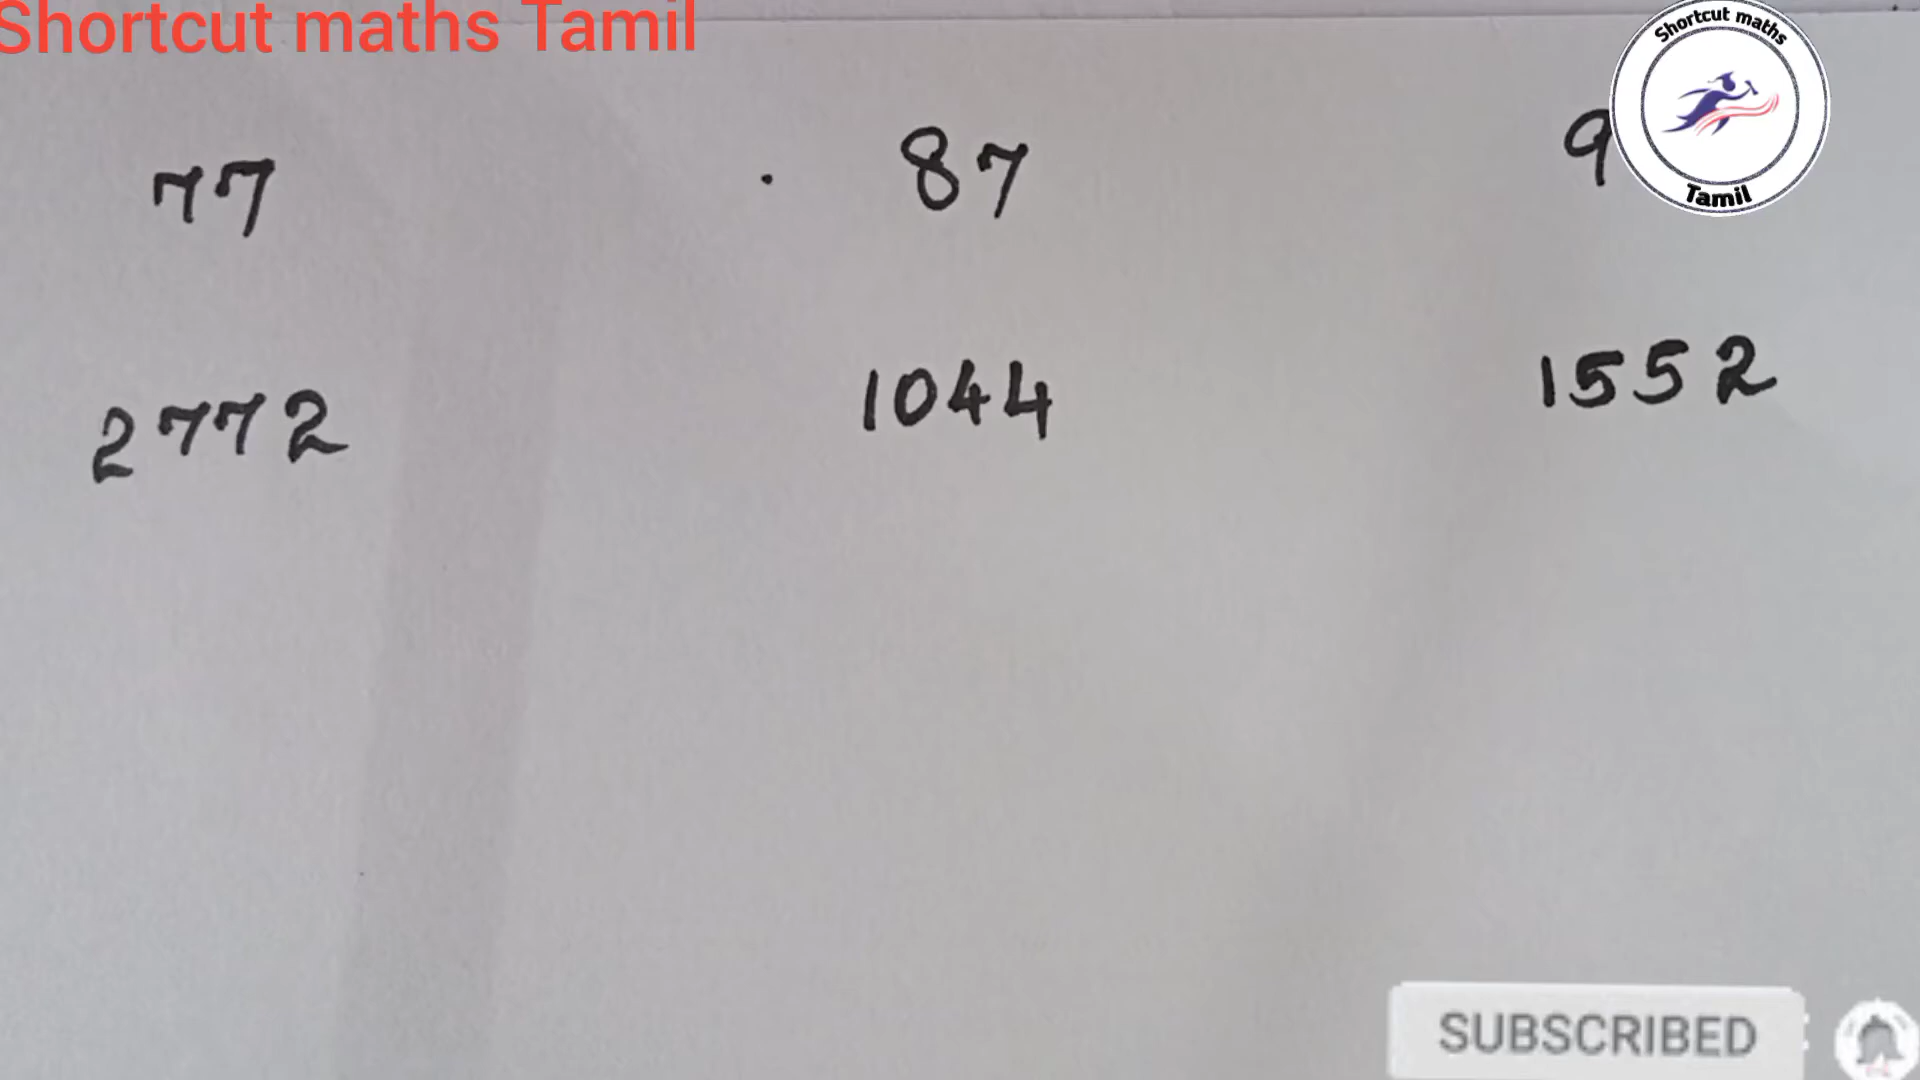 Shortcut maths Tamil
Shortcut maths
Tamil
77 87 9
2772 1044 1552
SUBSCRIBED